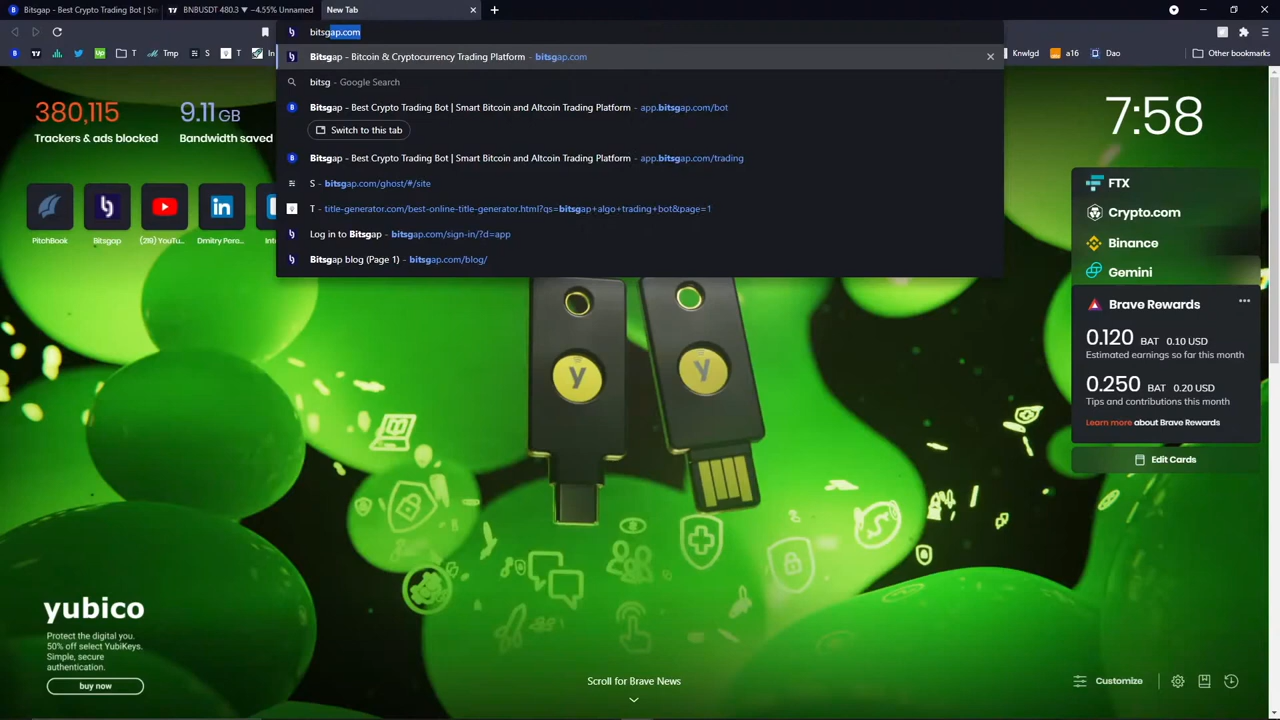 Bitsgap - Best Crypto Trading Bot | Sm
BNBUSDT 480.3 ▼ −4.55% Unnamed
New Tab
bitsgap.com
T
Tmp
S
T
In
Knwlgd
a16
Dao
Other bookmarks
Bitsgap - Bitcoin & Cryptocurrency Trading Platform - bitsgap.com
bitsg - Google Search
Bitsgap - Best Crypto Trading Bot | Smart Bitcoin and Altcoin Trading Platform - app.bitsgap.com/bot
Switch to this tab
Bitsgap - Best Crypto Trading Bot | Smart Bitcoin and Altcoin Trading Platform - app.bitsgap.com/trading
S - bitsgap.com/ghost/#/site
T - title-generator.com/best-online-title-generator.html?qs=bitsgap+algo+trading+bot&page=1
Log in to Bitsgap - bitsgap.com/sign-in/?d=app
Bitsgap blog (Page 1) - bitsgap.com/blog/
380,115
Trackers & ads blocked
9.11GB
Bandwidth saved
7:58
PitchBook
Bitsgap
(219) YouTu...
Dmitry Pero...
Int
FTX
Crypto.com
Binance
Gemini
Brave Rewards
0.120 BAT 0.10 USD
Estimated earnings so far this month
0.250 BAT 0.20 USD
Tips and contributions this month
Learn more about Brave Rewards
Edit Cards
y
y
yubico
Protect the digital you.
50% off select YubiKeys.
Simple, secure
authentication.
buy now
Scroll for Brave News
Customize